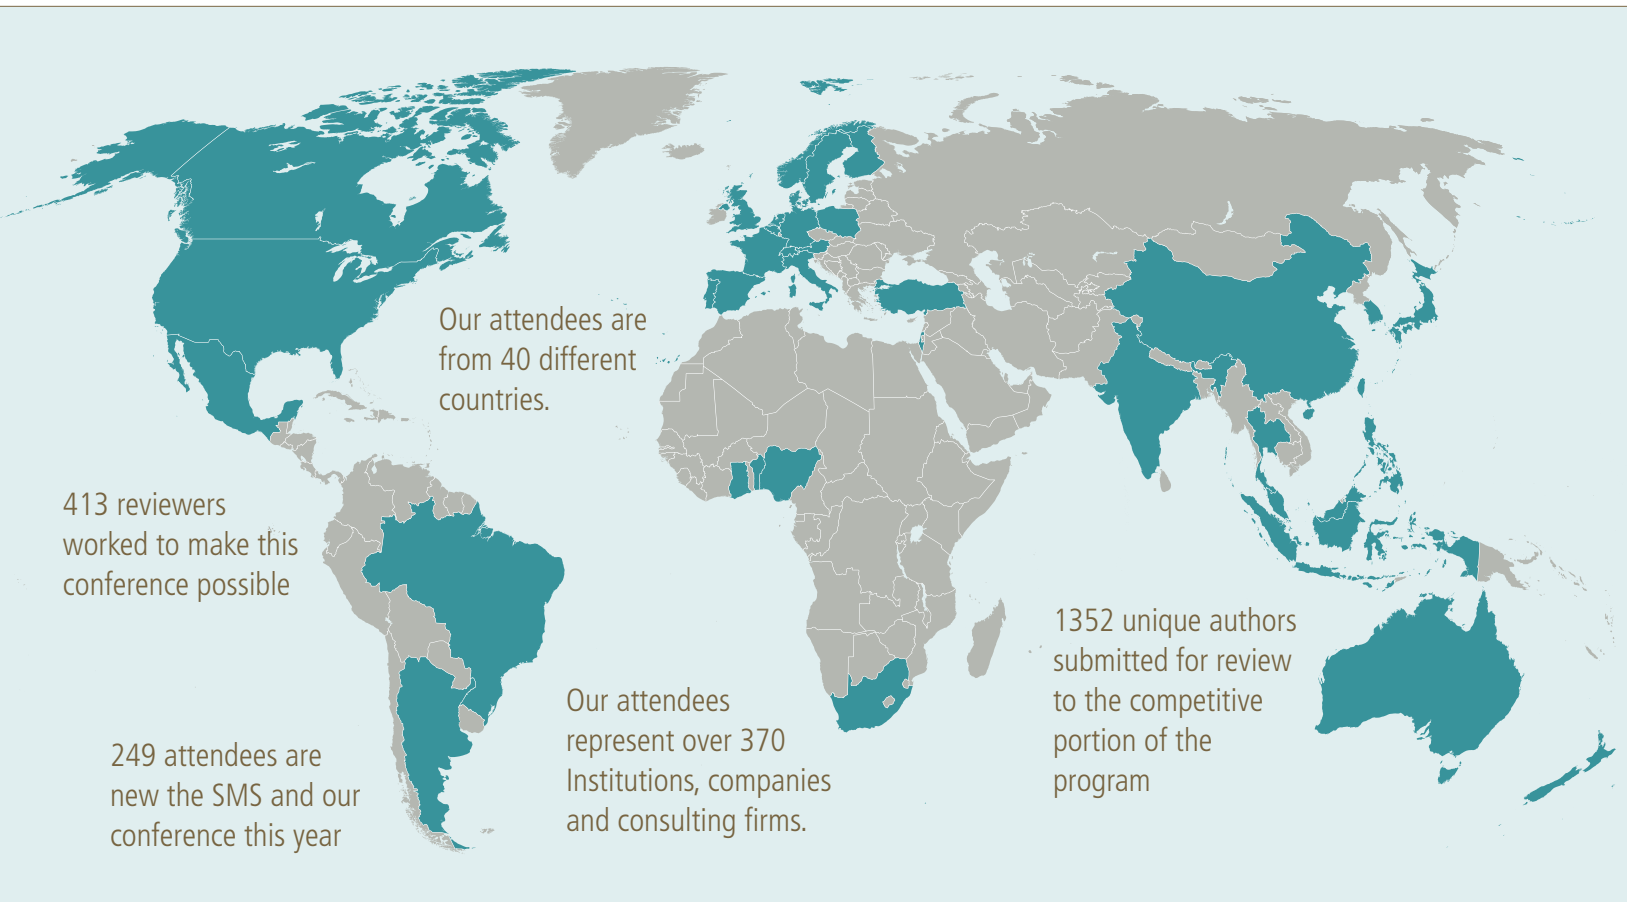 Our attendees are
from 40 different
countries.
413 reviewers
worked to make this
conference possible
1352 unique authors
submitted for review
to the competitive
portion of the
program
Our attendees
represent over 370
Institutions, companies
and consulting firms.
249 attendees are
new the SMS and our
conference this year